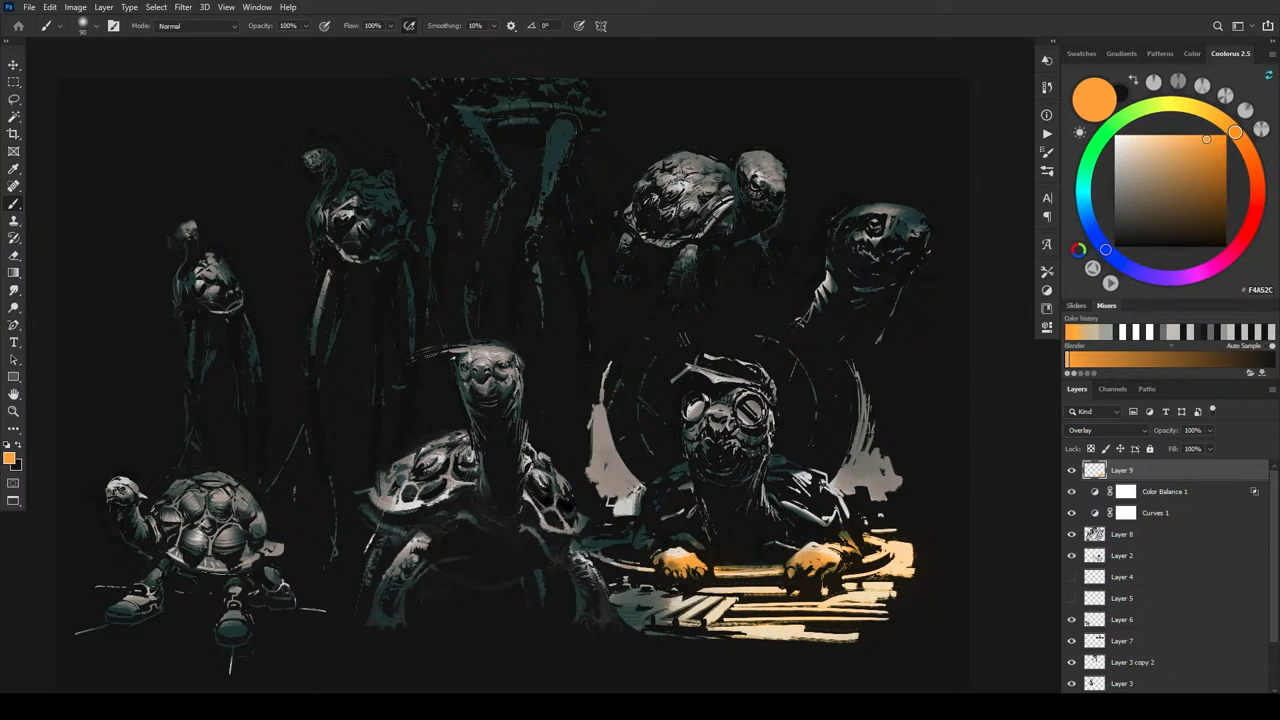 Ps File Edit Image Layer Type Select Filter 3D View Window Help
90 Mode: Normal Opacity: 100% Flow: 100% Smoothing: 10% 0°
Swatches Gradients Patterns Color Coolorus 2.5
# F4A52C
Sliders Mixers
Color history
Blender Auto Sample
Layers Channels Paths
Kind
Overlay Opacity: 100%
Lock: Fill: 100%
Layer 9
Color Balance 1
Curves 1
Layer 8
Layer 2
Layer 4
Layer 5
Layer 6
Layer 7
Layer 3 copy 2
Layer 3